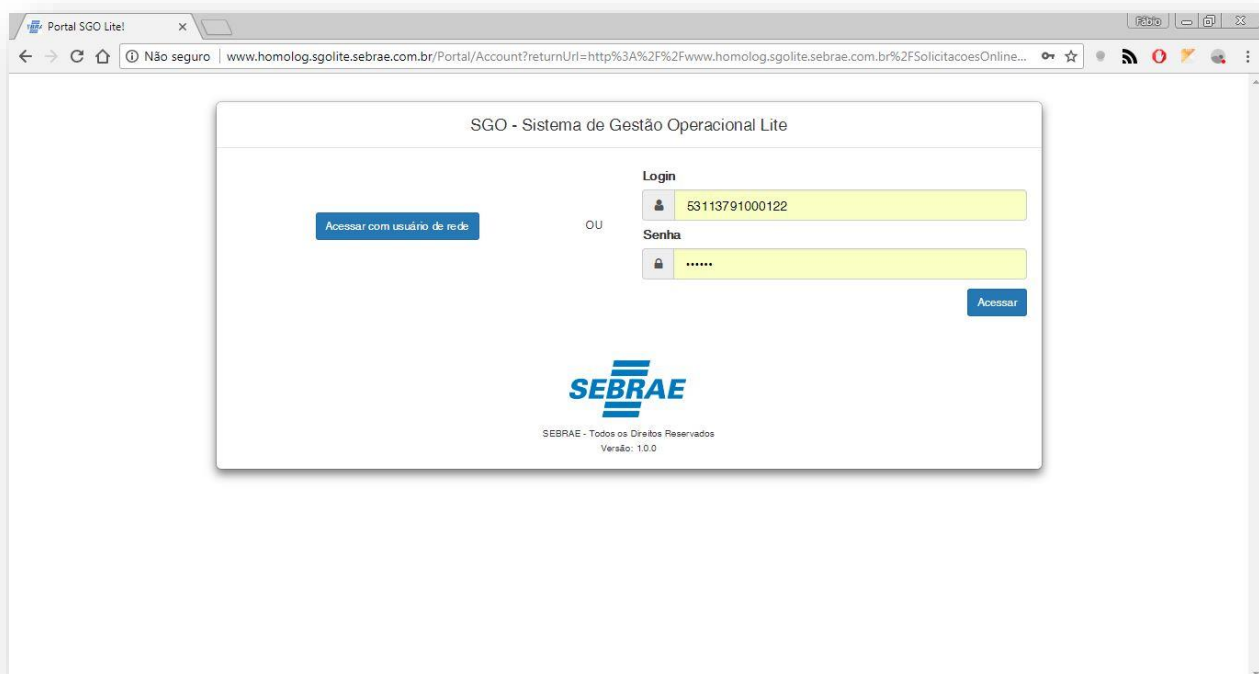 Portal SGO Lite!
Fábio
Não seguro
www.homolog.sgolite.sebrae.com.br/Portal/Account?returnUrl=http%3A%2F%2Fwww.homolog.sgolite.sebrae.com.br%2FSolicitacoesOnline...
SGO - Sistema de Gestão Operacional Lite
Login
53113791000122
Acessar com usuário de rede
OU
Senha
••••••
Acessar
SEBRAE
SEBRAE - Todos os Direitos Reservados
Versão: 1.0.0